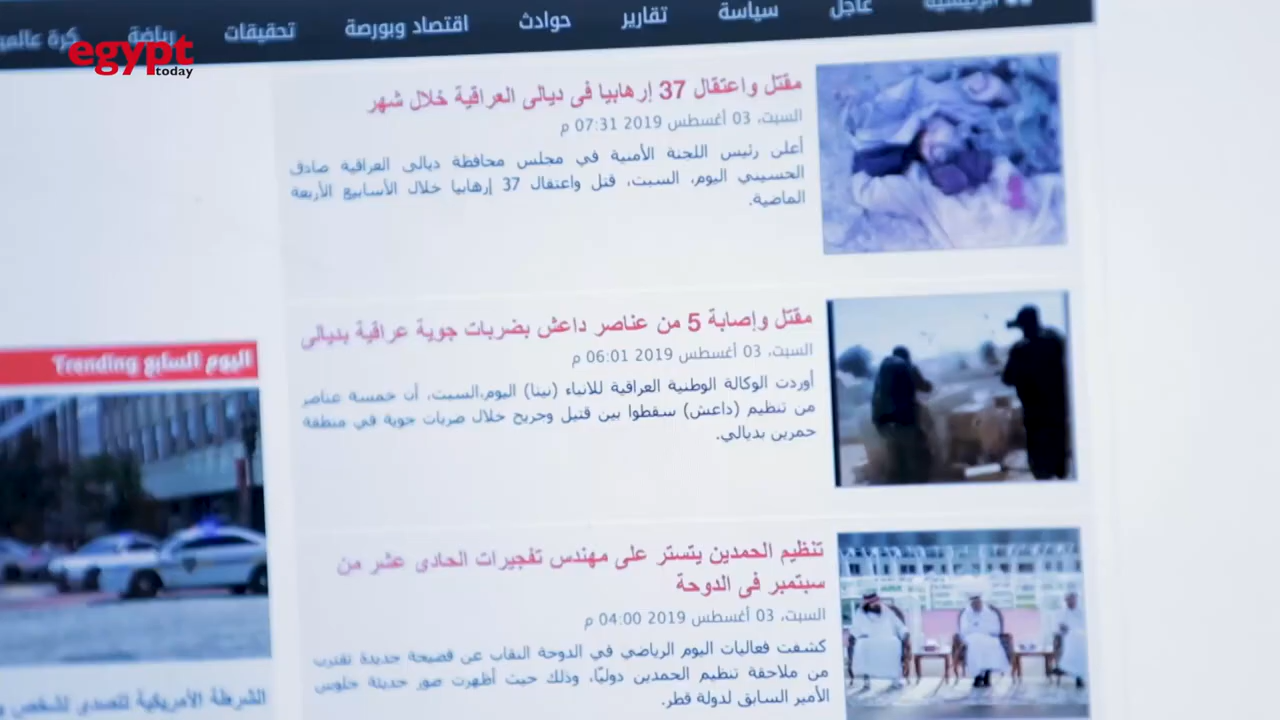 الرئيسية عاجل سياسة تقارير حوادث اقتصاد وبورصة تحقيقات رياضة كرة عالمية
egypt
today
مقتل واعتقال 37 إرهابيا فى ديالى العراقية خلال شهر
السبت، 03 أغسطس 2019 07:31 م
أعلن رئيس اللجنة الأمنية في مجلس محافظة ديالى العراقية صادق
الحسيني اليوم، السبت، قتل واعتقال 37 إرهابيا خلال الأسابيع الأربعة
الماضية.
مقتل وإصابة 5 من عناصر داعش بضربات جوية عراقية بديالى
السبت، 03 أغسطس 2019 06:01 م
أوردت الوكالة الوطنية العراقية للانباء (نينا) اليوم،السبت، أن خمسة عناصر
من تنظيم (داعش) سقطوا بين قتيل وجريح خلال ضربات جوية في منطقة
حمرين بديالي.
تنظيم الحمدين يتستر على مهندس تفجيرات الحادى عشر من
سبتمبر فى الدوحة
السبت، 03 أغسطس 2019 04:00 م
كشفت فعاليات اليوم الرياضي في الدوحة النقاب عن فضيحة جديدة تقترب
من ملاحقة تنظيم الحمدين دوليًا، وذلك حيث أظهرت صور حديثة جلوس
الأمير السابق لدولة قطر.
اليوم السابع Trending
الشرطة الأمريكية تتصدى لشخص